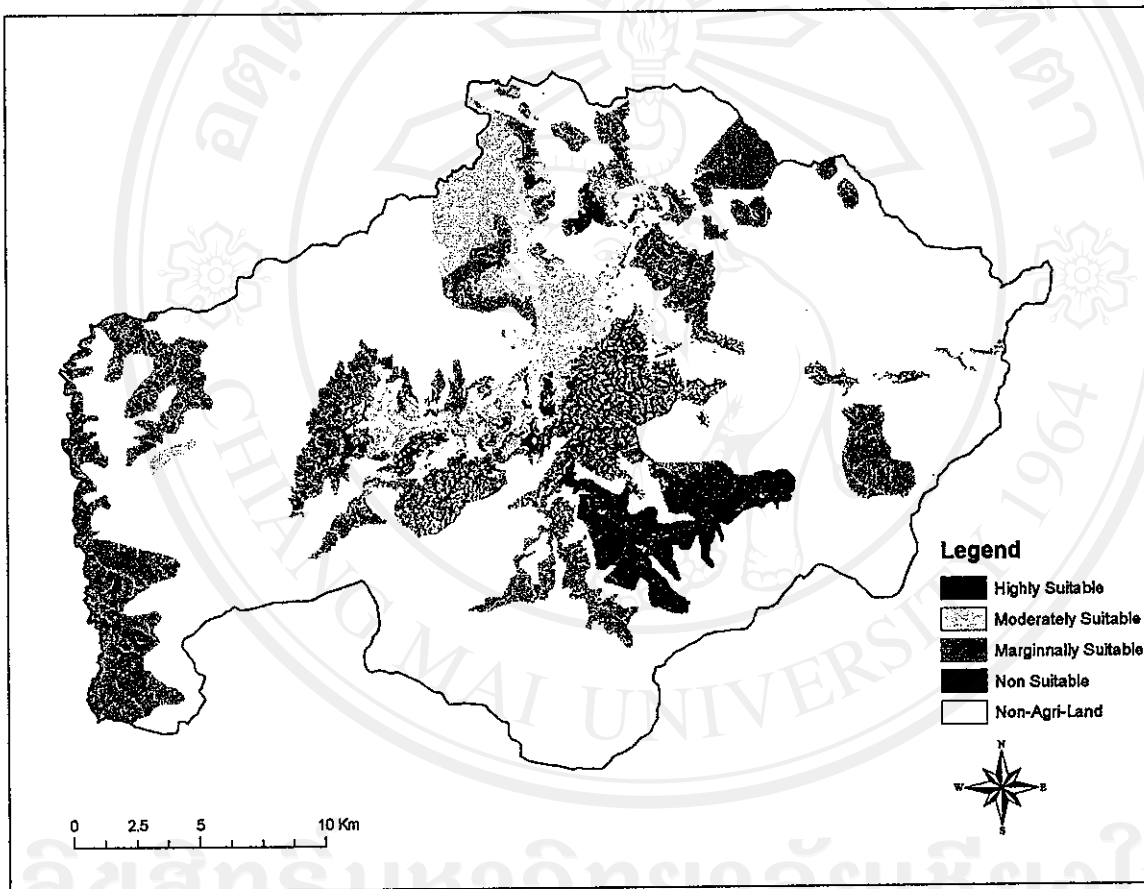 CHIANG MAI UNIVERSITY 1964
Legend
Highly Suitable
Moderately Suitable
Marginnally Suitable
Non Suitable
Non-Agri-Land
N
W E
S
0 2.5 5 10 Km